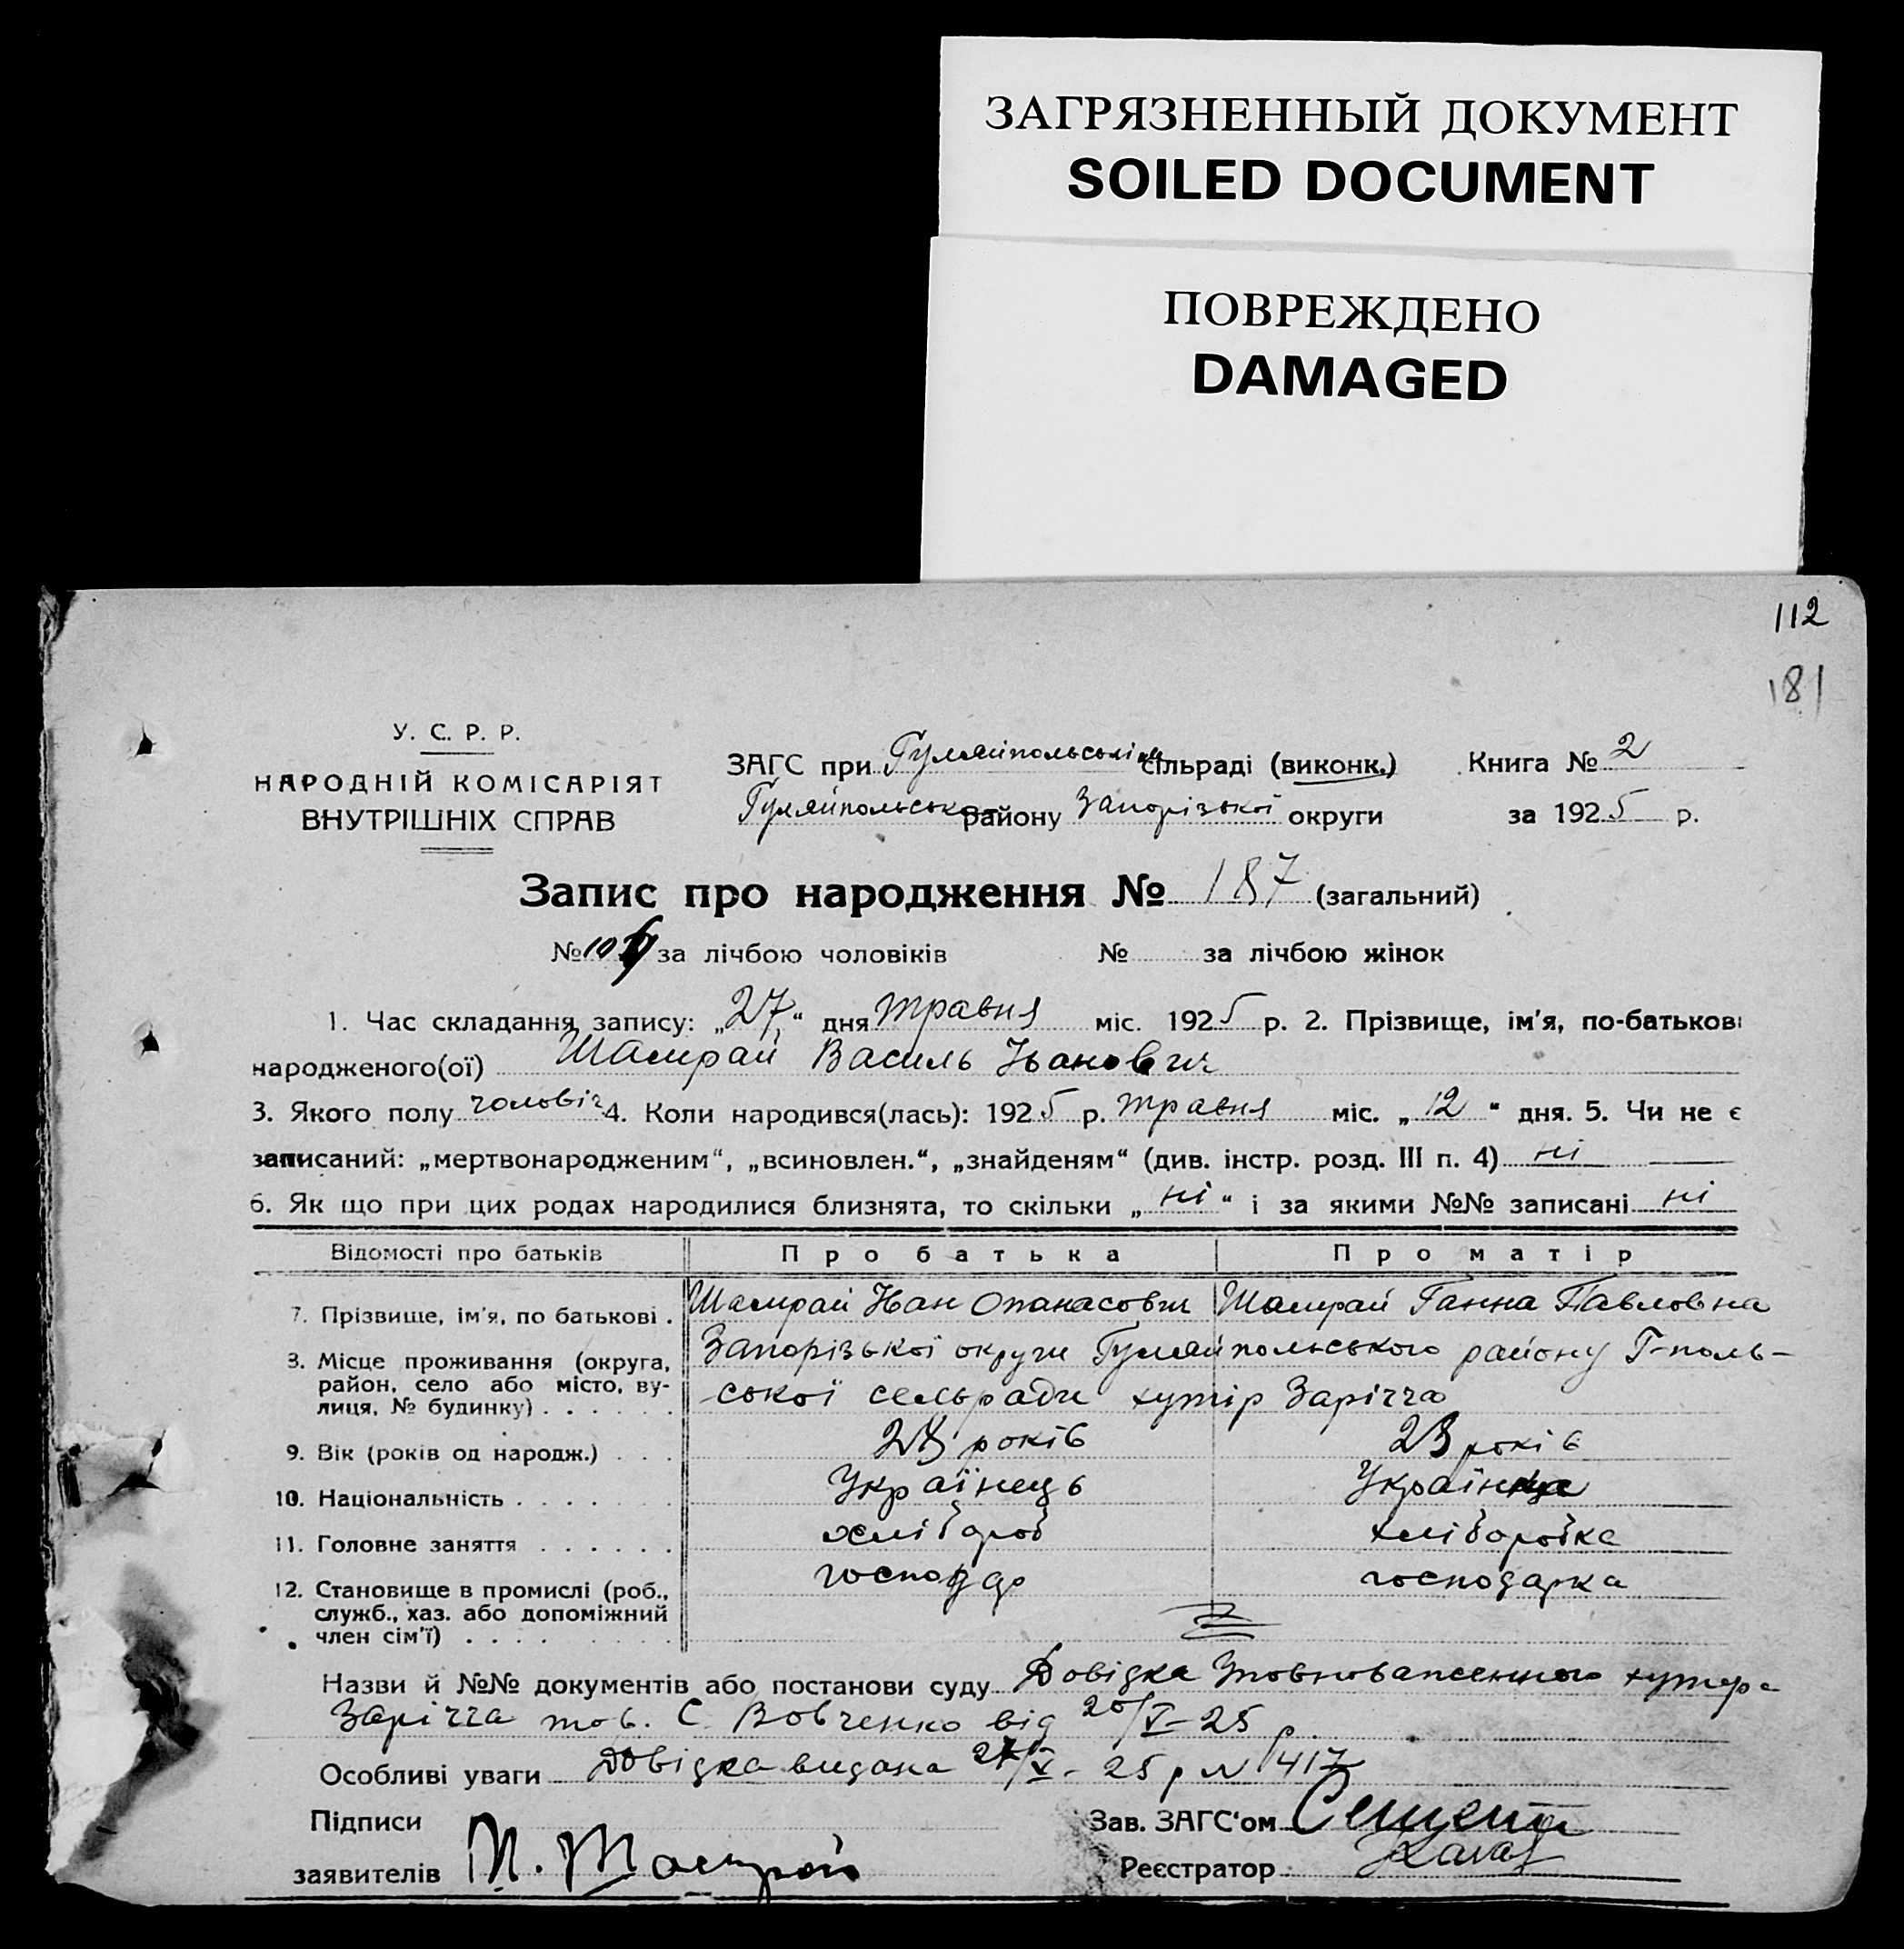 ЗАГРЯЗНЕННЫЙ ДОКУМЕНТ
SOILED DOCUMENT
ПОВРЕЖДЕНО
DAMAGED
112
181
У. С. Р. Р.
НАРОДНІЙ КОМІСАРІЯТ
ВНУТРІШНІХ СПРАВ
ЗАГС при Гуляйпольськім сільраді (виконк.) Книга № 2
Гуляйпольськ району Запорізької округи за 1925 р.
Запис про народження № 187 (загальний)
№ за лічбою чоловіків № за лічбою жінок
1. Час складання запису: „27“ дня травня міс. 1925 р. 2. Прізвище, ім'я, по-батькові
народженого(ої) Шамрай Василь Іванович
3. Якого полу чоловіч 4. Коли народився(лась): 1925 р. травня міс. „12“ дня. 5. Чи не є
записаний: „мертвонародженим“, „всиновлен.“, „знайденям“ (див. інстр. розд. III п. 4) ні
6. Як що при цих родах народилися близнята, то скільки „ні“ і за якими №№ записані ні
Відомості про батьків Про батька Про матір
7. Прізвище, ім'я, по батькові . Шамрай Іван Опанасович Шамрай Ганна Павловна
8. Місце проживання (округа, район, село або місто, вулиця, № будинку) . . . . . . Запорізької округи Гуляйпольського району Г-поль-
ської сельради хутір Заріччя
9. Вік (років од народж.) . . . років 23 років
10. Національність . . . . . . Українець Українка
11. Головне заняття . . . . . . хлібороб хліборобка
12. Становище в промислі (роб., служб., хаз. або допоміжний член сім'ї) . . . . господар господарка
Назви й №№ документів або постанови суду Довідка хутора
Заріччя тов. С. Вовченко від 20/V-25 р
Особливі уваги Довідка видана /V - 25 р № 1417
Підписи
заявителів Шамрай
Зав. ЗАГС'ом
Реєстратор